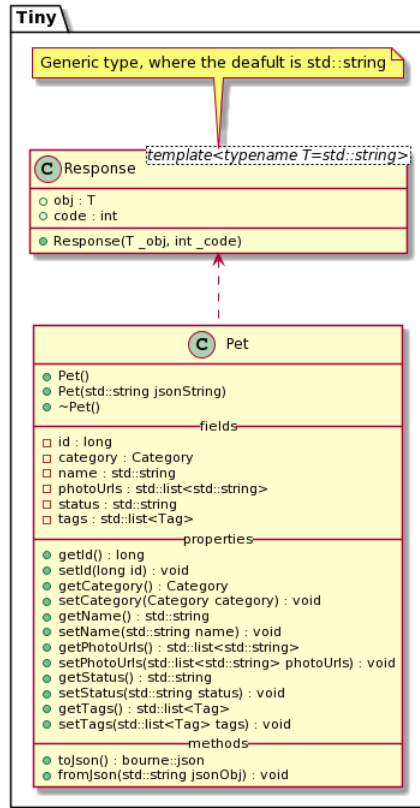 Tiny
Generic type, where the deafult is std::string
template<typename T=std::string>
C Response
obj : T
code : int
Response(T _obj, int _code)
C Pet
Pet()
Pet(std::string jsonString)
~Pet()
fields
id : long
category : Category
name : std::string
photoUrls : std::list<std::string>
status : std::string
tags : std::list<Tag>
properties
getId() : long
setId(long id) : void
getCategory() : Category
setCategory(Category category) : void
getName() : std::string
setName(std::string name) : void
getPhotoUrls() : std::list<std::string>
setPhotoUrls(std::list<std::string> photoUrls) : void
getStatus() : std::string
setStatus(std::string status) : void
getTags() : std::list<Tag>
setTags(std::list<Tag> tags) : void
methods
toJson() : bourne::json
fromJson(std::string jsonObj) : void